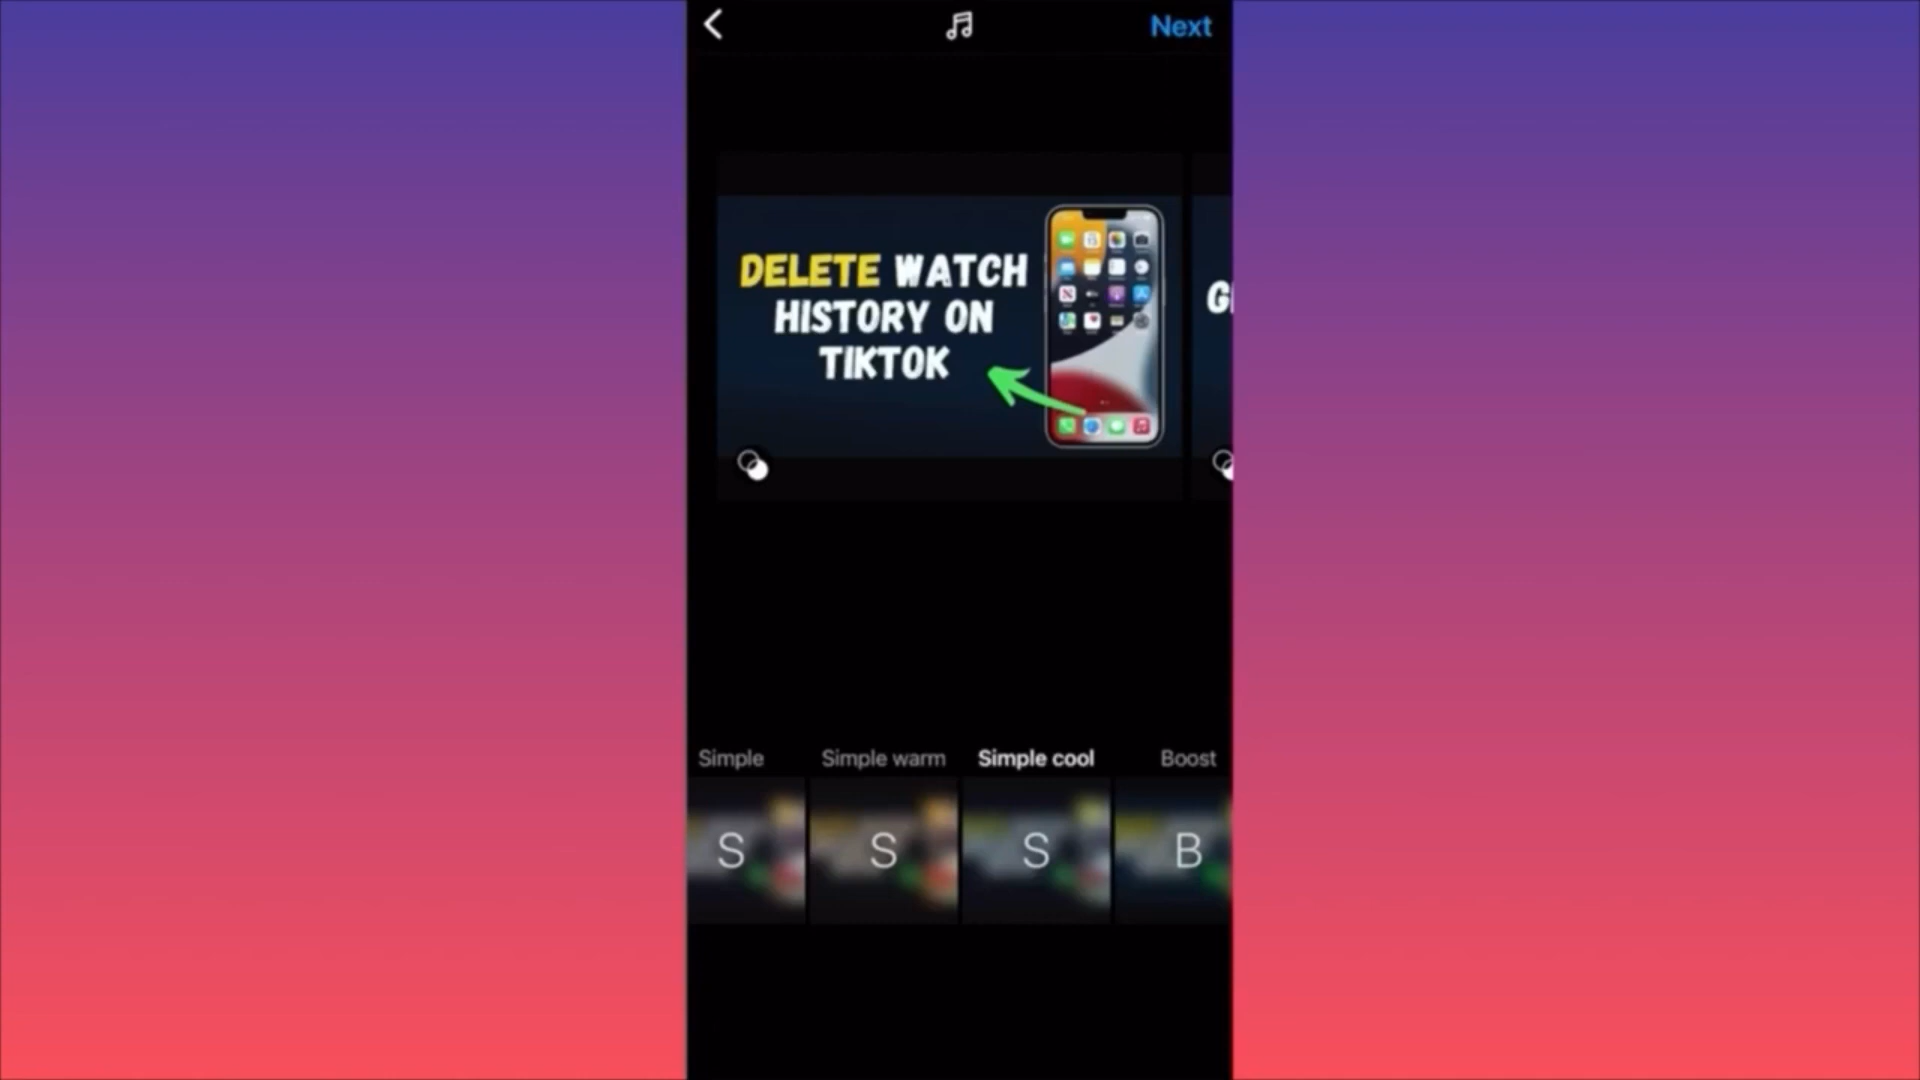 Next
DELETE WATCH
HISTORY ON
TIKTOK
Simple
Simple warm
Simple cool
Boost
S
S
S
B